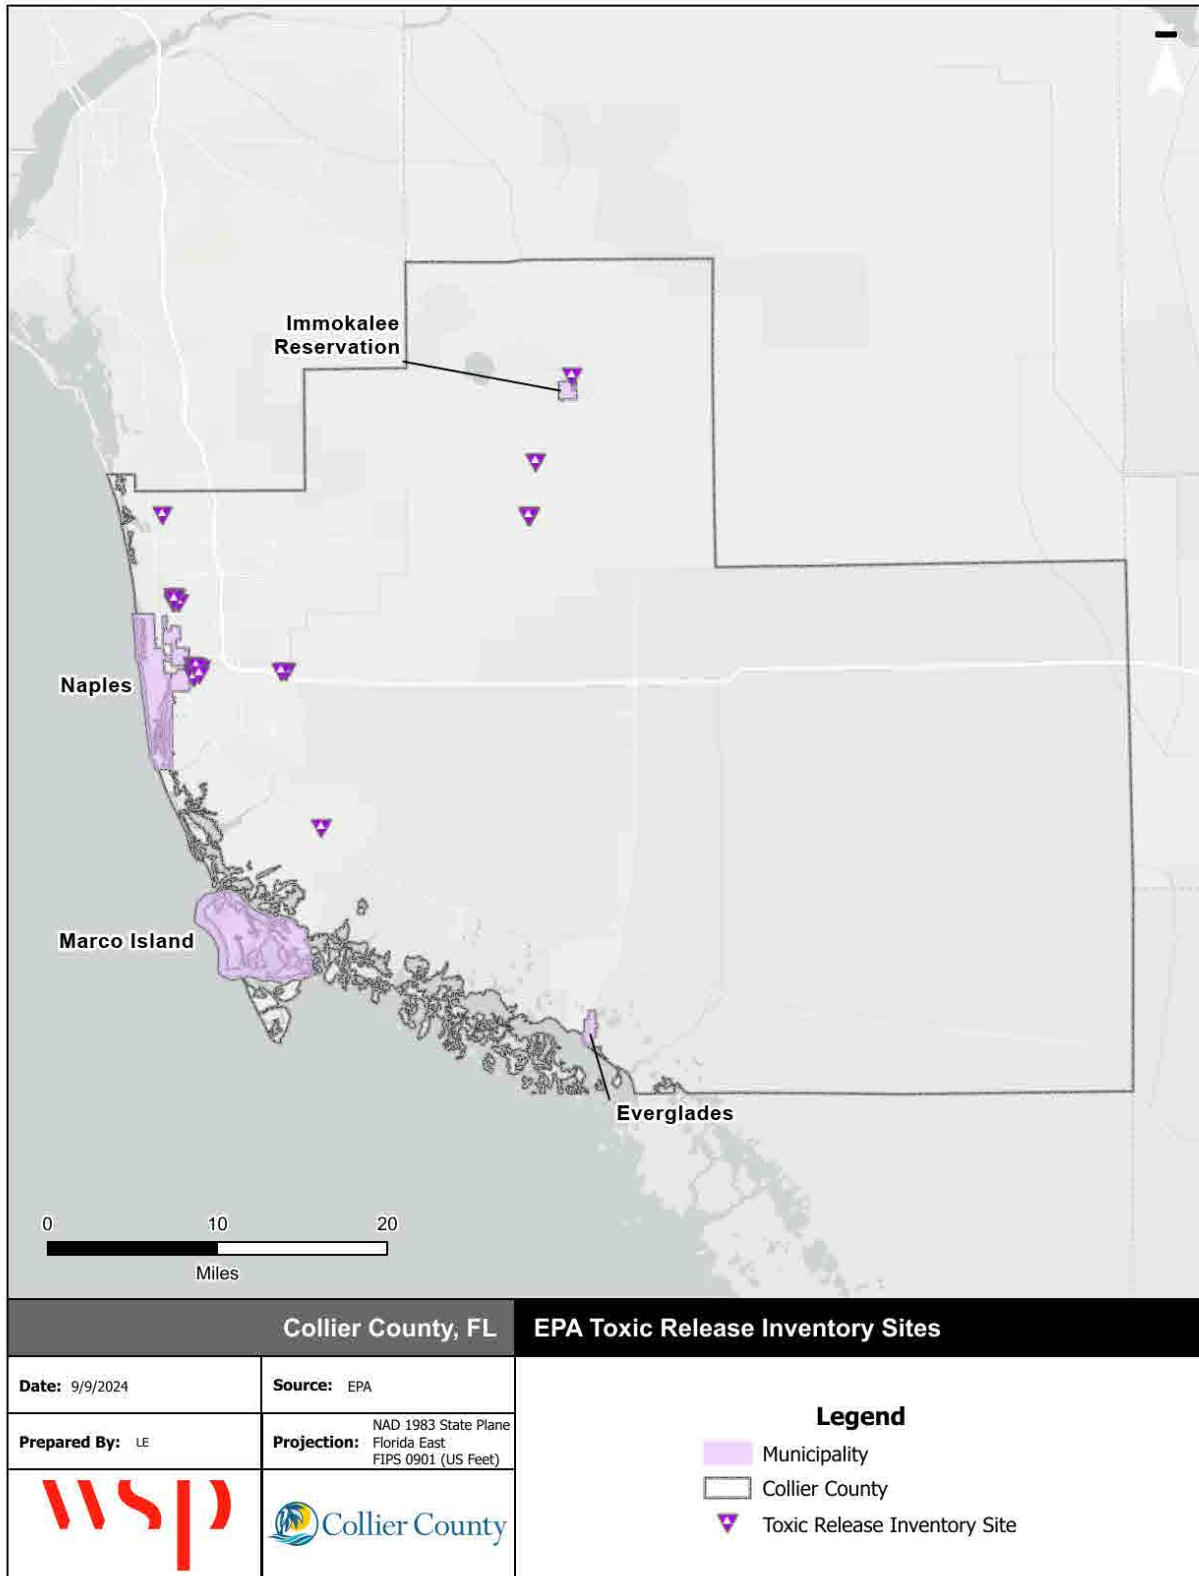 Immokalee
Reservation
Naples
Marco Island
Everglades
0 10 20
Miles
Collier County, FL
EPA Toxic Release Inventory Sites
Date: 9/9/2024
Source: EPA
Prepared By: LE
Projection: NAD 1983 State Plane
Florida East
FIPS 0901 (US Feet)
wsp
Collier County
Legend
Municipality
Collier County
Toxic Release Inventory Site